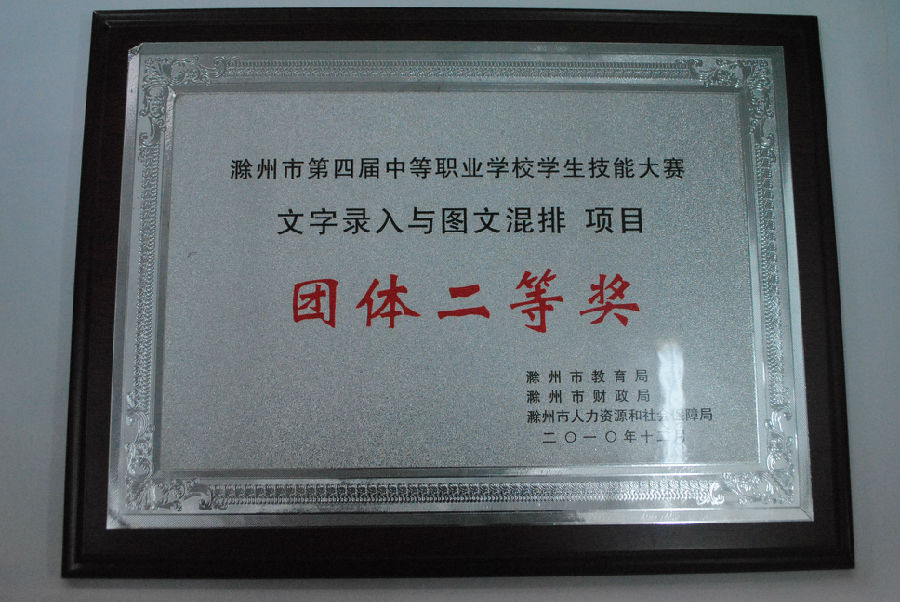 滁州市第四届中等职业学校学生技能大赛
文字录入与图文混排 项目
团体二等奖
滁州市教育局
滁州市财政局
滁州市人力资源和社会保障局
二〇一〇年十二月